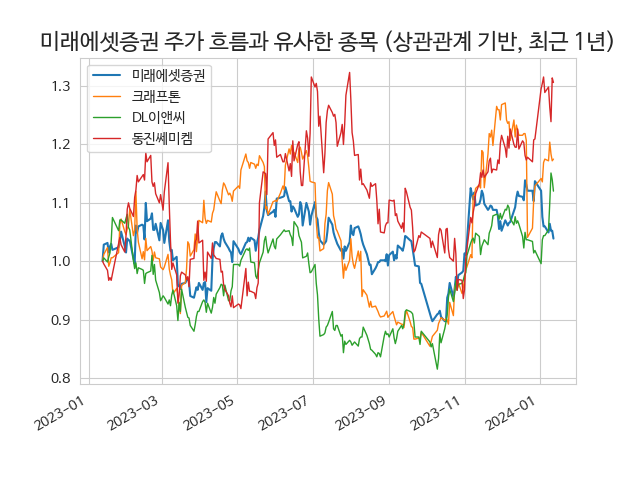 미래에셋증권 주가 흐름과 유사한 종목 (상관관계 기반, 최근 1년)
미래에셋증권
크래프톤
DL이앤씨
동진쎄미켐
1.3
1.2
1.1
1.0
0.9
0.8
2023-01
2023-03
2023-05
2023-07
2023-09
2023-11
2024-01